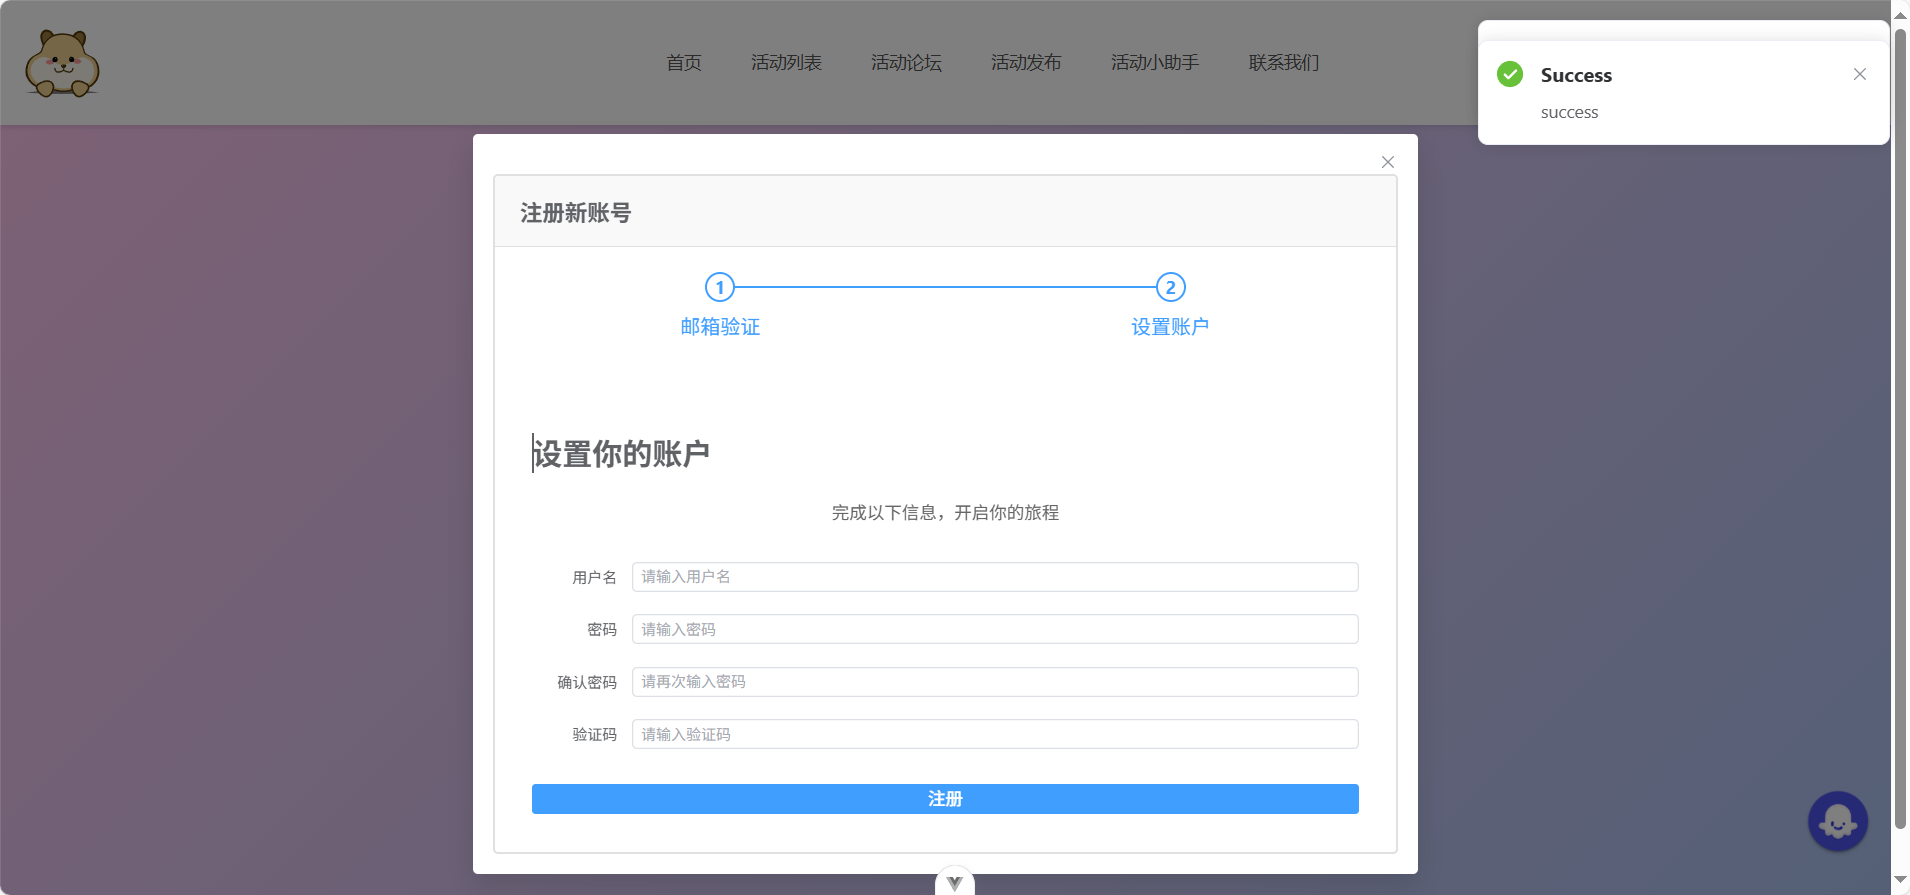 首页 活动列表 活动论坛 活动发布 活动小助手 联系我们
Success
success
注册新账号
1 2
邮箱验证 设置账户
设置你的账户
完成以下信息，开启你的旅程
用户名 请输入用户名
密码 请输入密码
确认密码 请再次输入密码
验证码 请输入验证码
注册